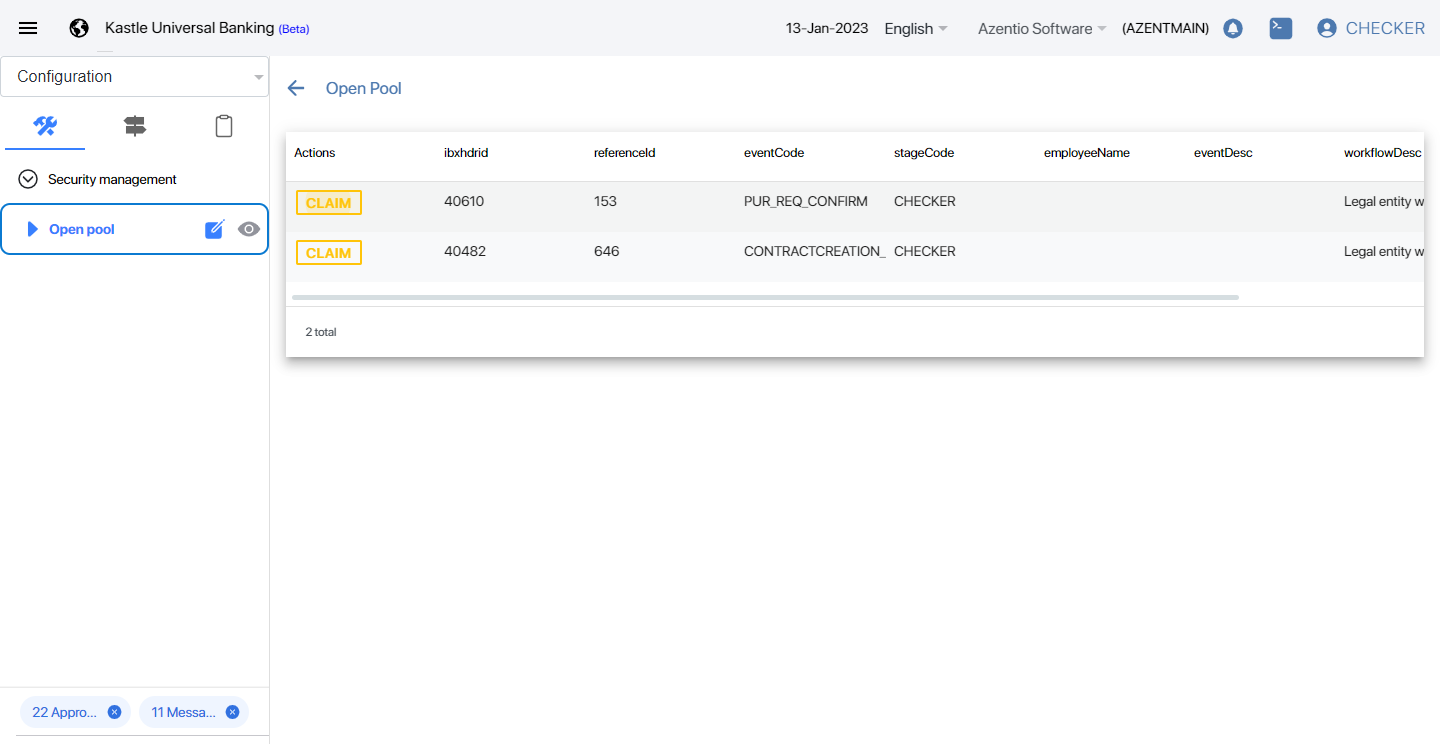 Kastle Universal Banking (Beta) 13-Jan-2023 English Azentio Software (AZENTMAIN) CHECKER
Configuration
Security management
Open pool
22 Appro... 11 Messa...
Open Pool
Actions ibxhdrid referenceId eventCode stageCode employeeName eventDesc workflowDesc
CLAIM 40610 153 PUR_REQ_CONFIRM CHECKER Legal entity w
CLAIM 40482 646 CONTRACTCREATION_ CHECKER Legal entity w
2 total